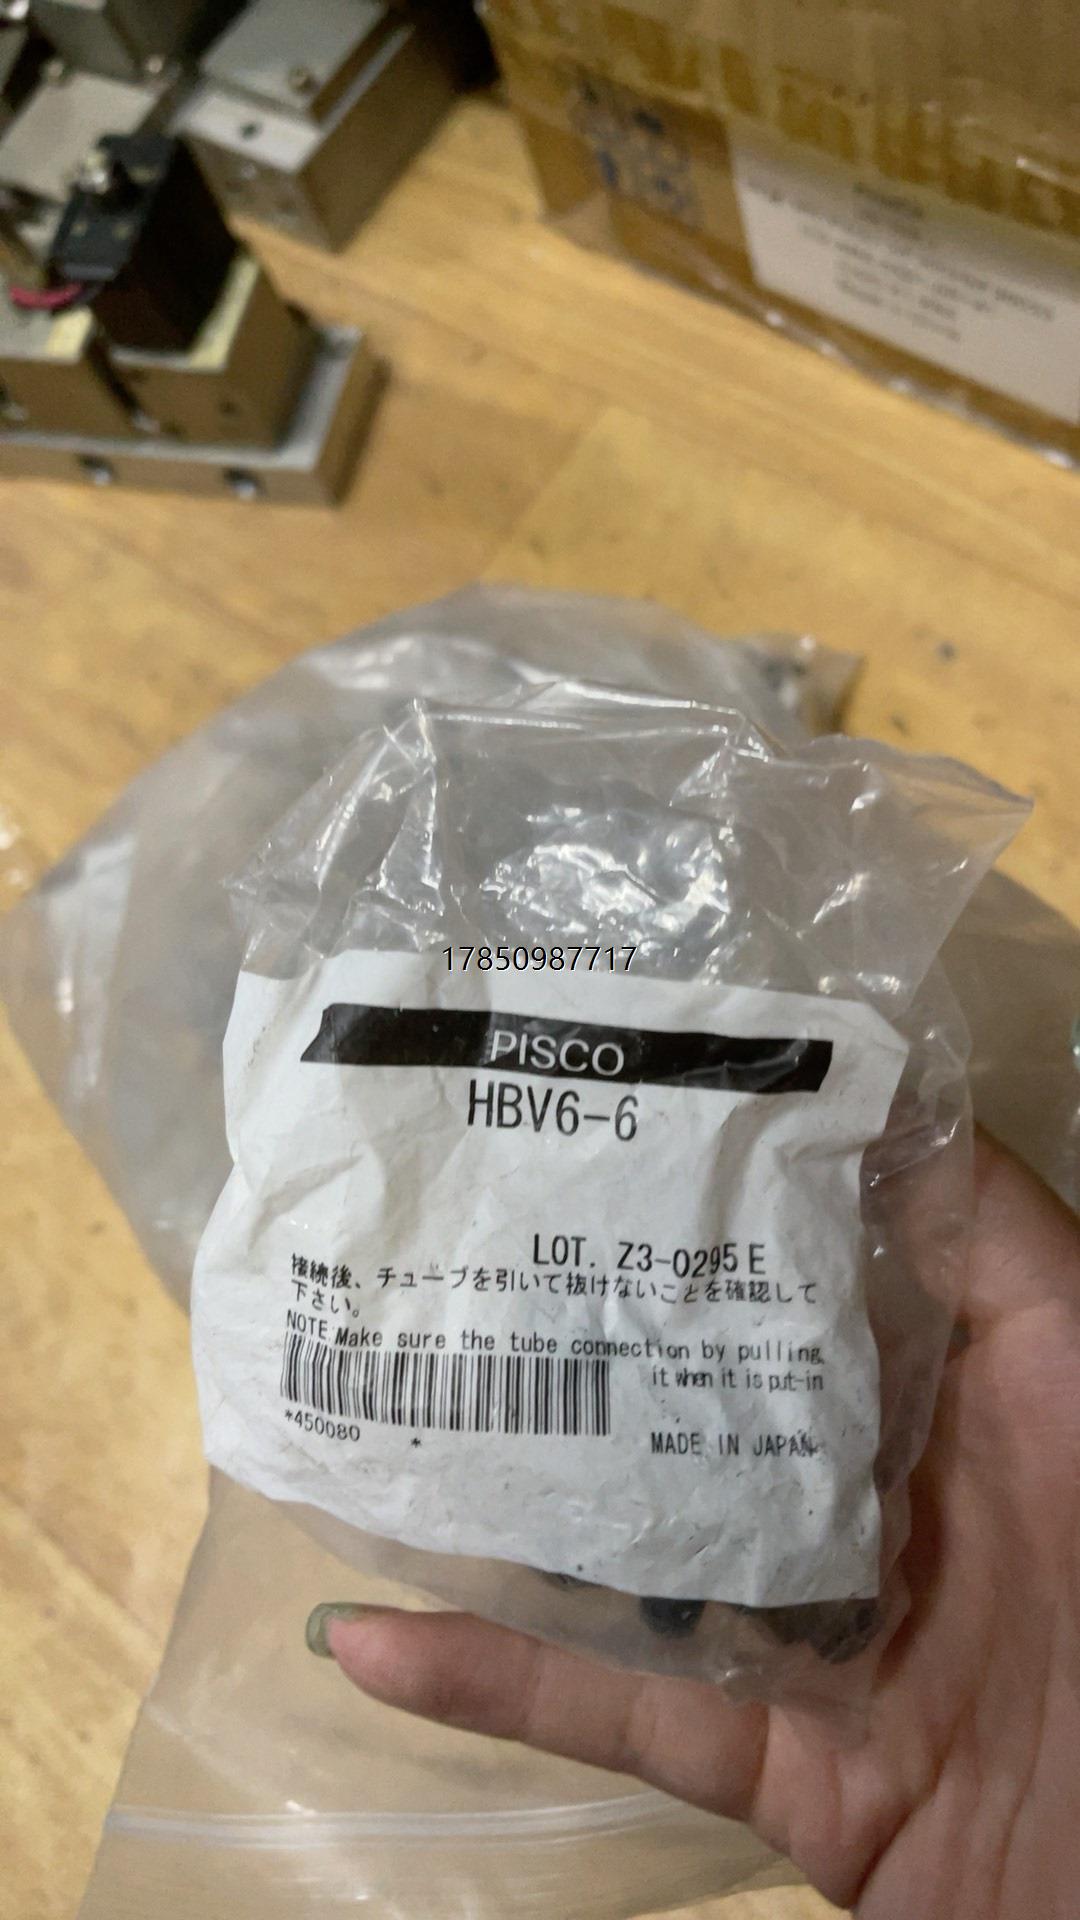 17850987717
PISCO
HBV6-6
LOT. Z3-0295 E
接続後、チューブを引いて抜けないことを確認して
下さい。
NOTE:Make sure the tube connection by pulling
it when it is put-in
*450080 *
MADE IN JAPAN